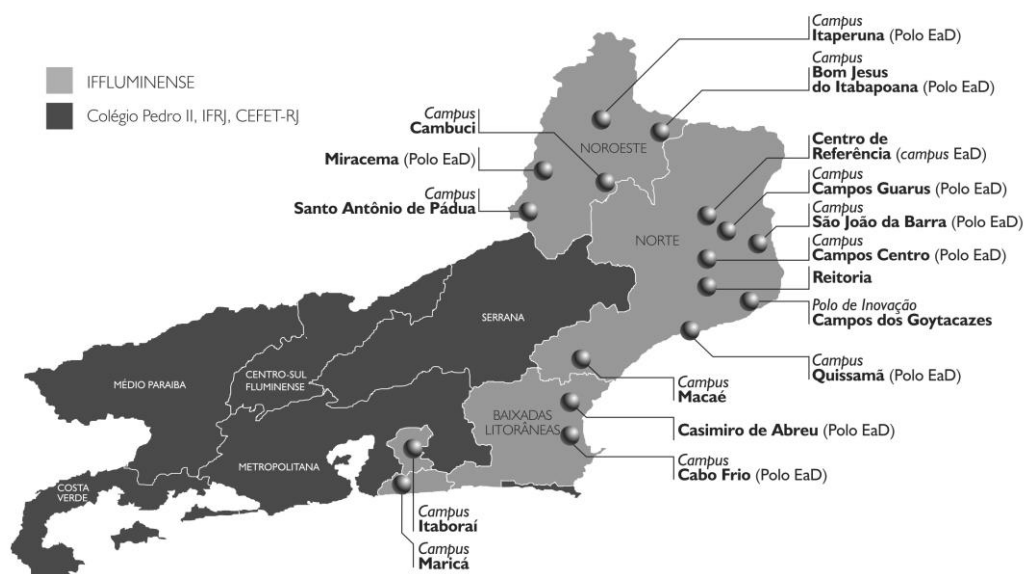 IFFLUMINENSE
Colégio Pedro II, IFRJ, CEFET-RJ
Campus
Itaperuna (Polo EaD)
Campus
Bom Jesus
do Itabapoana (Polo EaD)
Campus
Cambuci
Miracema (Polo EaD)
Campus
Santo Antônio de Pádua
Centro de
Referência (campus EaD)
Campus
Campos Guarus (Polo EaD)
Campus
São João da Barra (Polo EaD)
Campus
Campos Centro (Polo EaD)
Reitoria
Polo de Inovação
Campos dos Goytacazes
Campus
Quissamã (Polo EaD)
Campus
Macaé
Casimiro de Abreu (Polo EaD)
Campus
Cabo Frio (Polo EaD)
Campus
Itaboraí
Campus
Maricá
NOROESTE
NORTE
SERRANA
CENTRO-SUL
FLUMINENSE
MÉDIO PARAIBA
BAIXADAS
LITORÂNEAS
METROPOLITANA
COSTA
VERDE